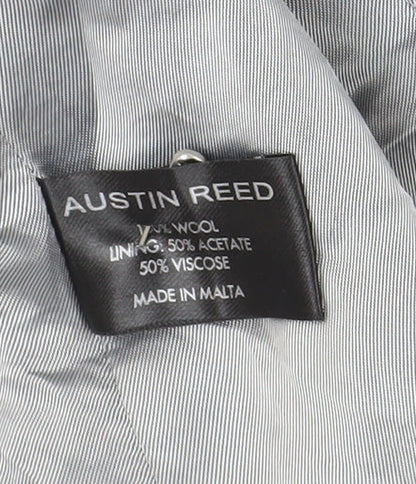 AUSTIN REED
WOOL
LINING: 50% ACETATE
50% VISCOSE
MADE IN MALTA